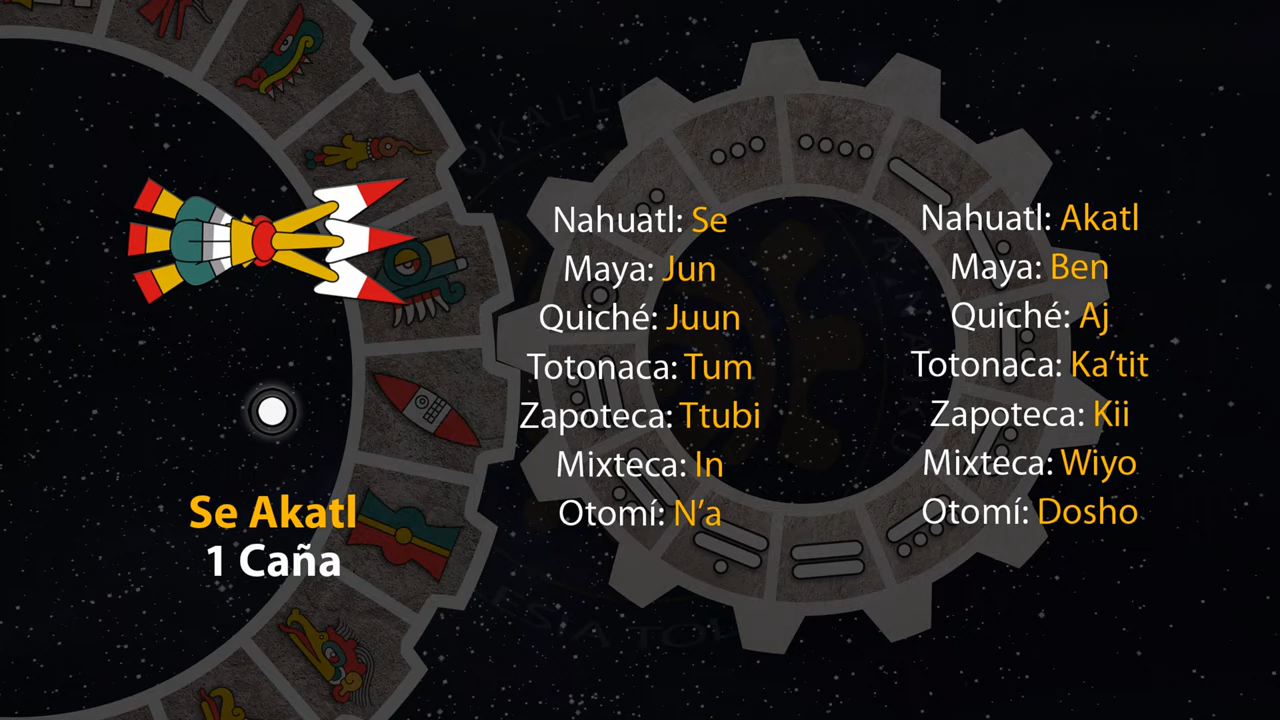 Nahuatl: Se
Maya: Jun
Quiché: Juun
Totonaca: Tum
Zapoteca: Ttubi
Mixteca: In
Otomí: N’a
Nahuatl: Akatl
Maya: Ben
Quiché: Aj
Totonaca: Ka’tit
Zapoteca: Kii
Mixteca: Wiyo
Otomí: Dosho
Se Akatl
1 Caña